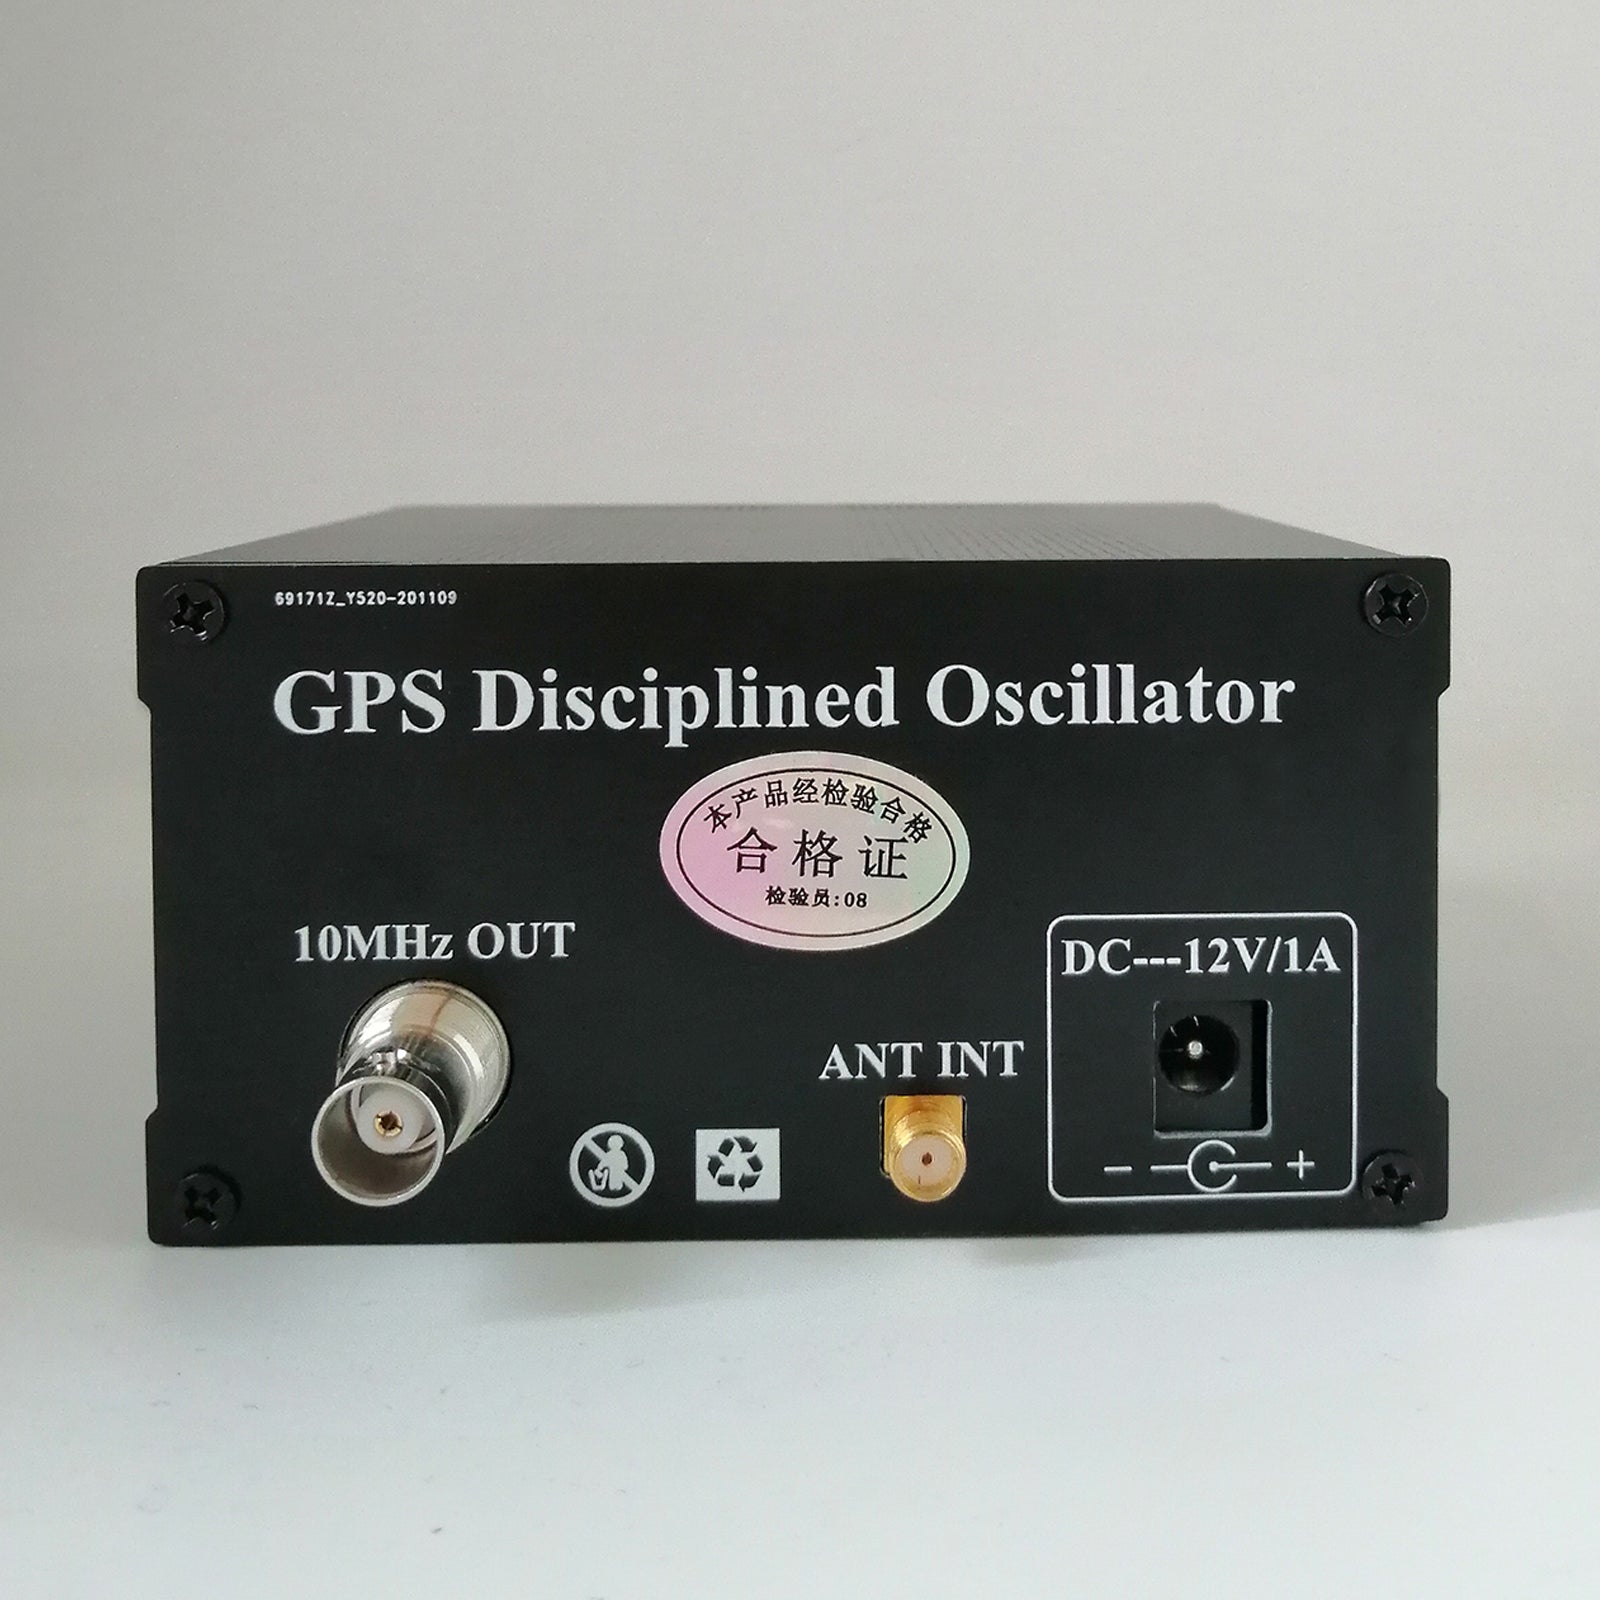 69171Z_Y520-201109
GPS Disciplined Oscillator
本产品经检验合格
合格证
检验员:08
10MHz OUT
DC---12V/1A
ANT INT
- +